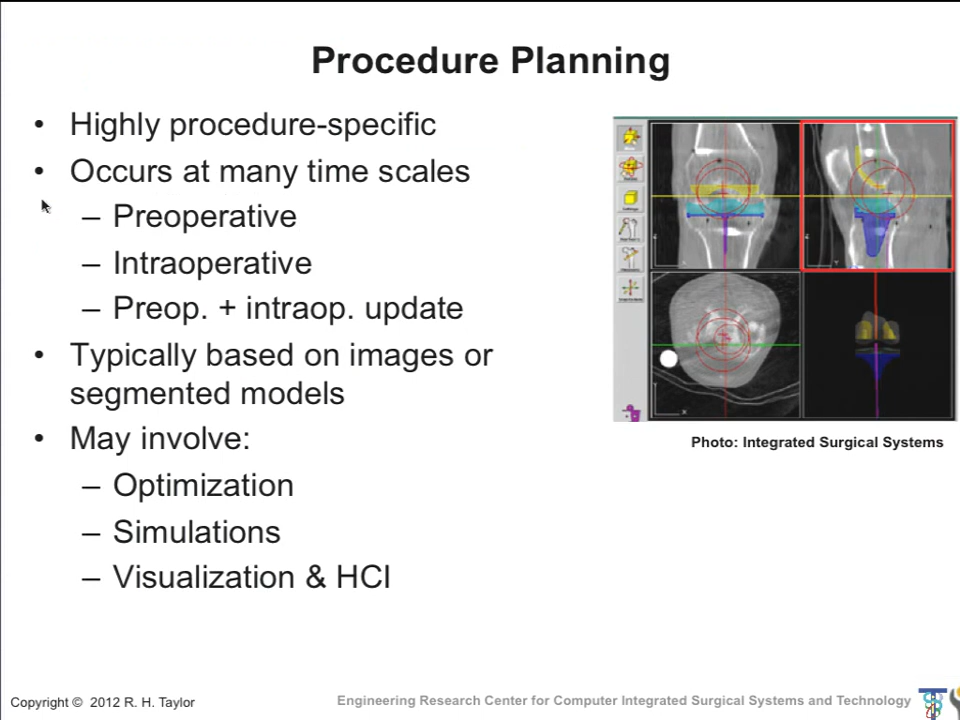 Procedure Planning
• Highly procedure-specific
• Occurs at many time scales
– Preoperative
– Intraoperative
– Preop. + intraop. update
• Typically based on images or
segmented models
• May involve:
– Optimization
– Simulations
– Visualization & HCI
Photo: Integrated Surgical Systems
Copyright © 2012 R. H. Taylor
Engineering Research Center for Computer Integrated Surgical Systems and Technology